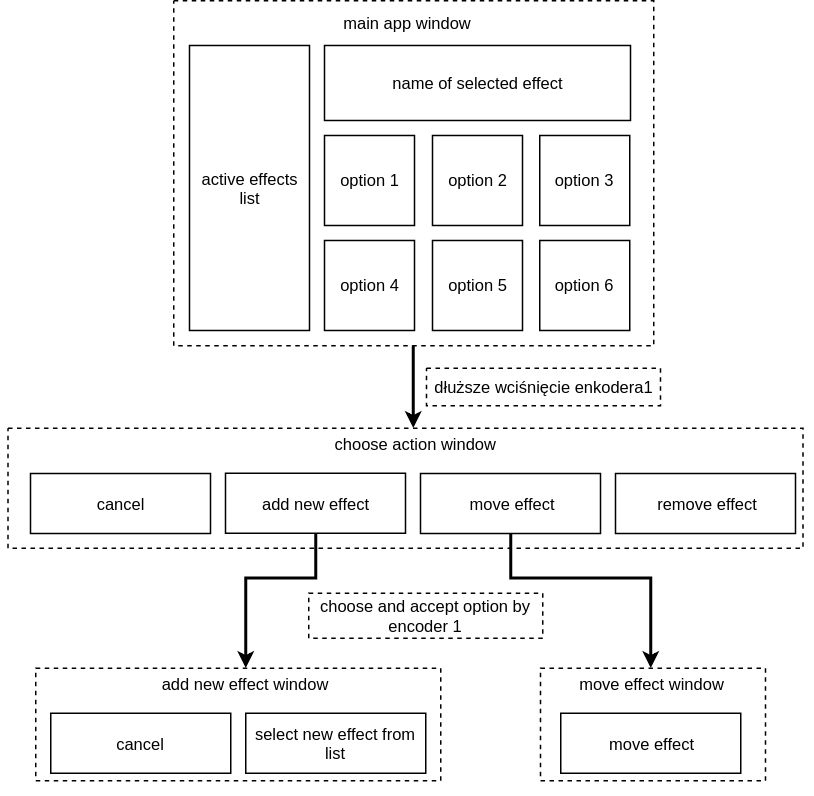 main app window
name of selected effect
active effects
list
option 1
option 2
option 3
option 4
option 5
option 6
dłuższe wciśnięcie enkodera1
choose action window
cancel
add new effect
move effect
remove effect
choose and accept option by
encoder 1
add new effect window
cancel
select new effect from
list
move effect window
move effect